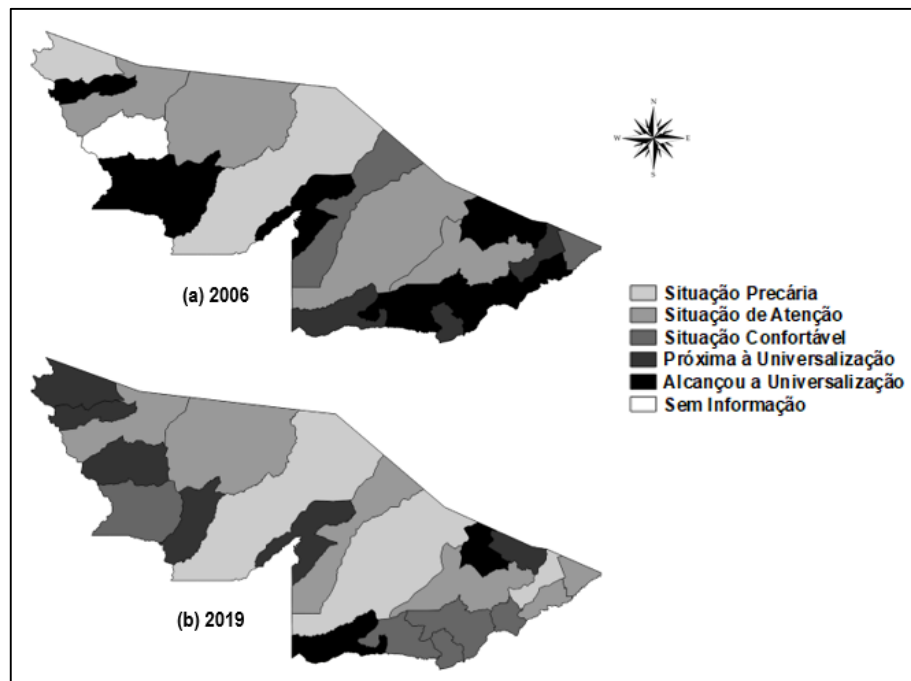 N
W
E
S
(a) 2006
Situação Precária
Situação de Atenção
Situação Confortável
Próxima à Universalização
Alcançou a Universalização
Sem Informação
(b) 2019